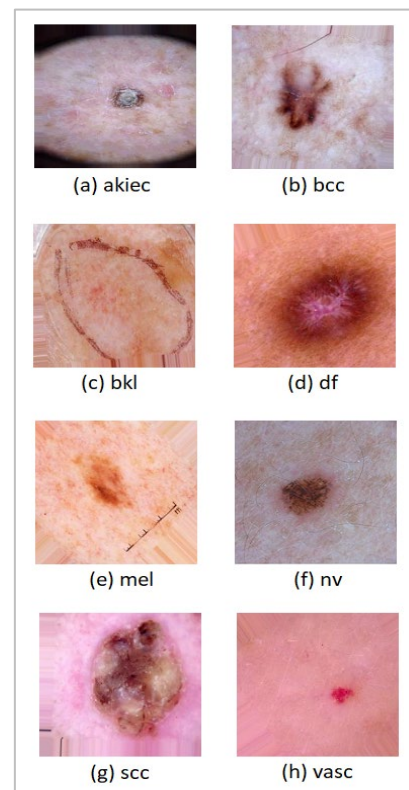 (a) akiec
(b) bcc
(c) bkl
(d) df
(e) mel
(f) nv
(g) scc
(h) vasc